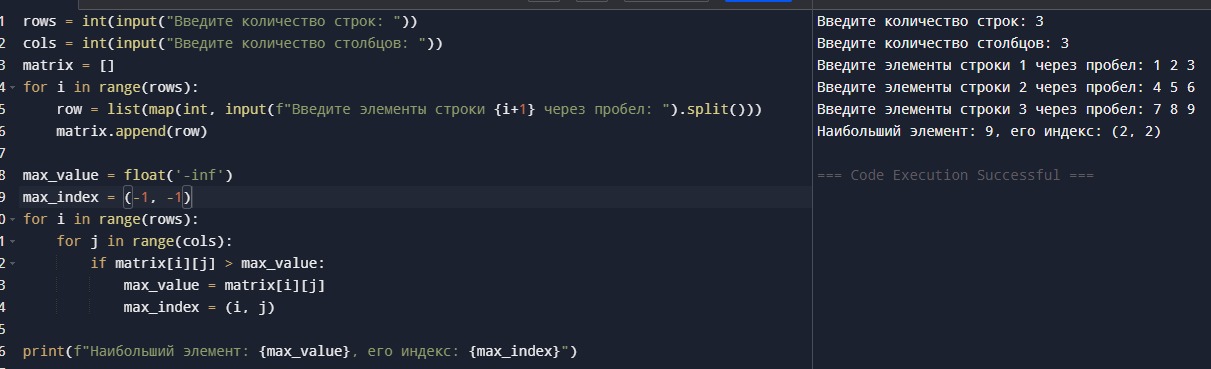 1 rows = int(input("Введите количество строк: "))
2 cols = int(input("Введите количество столбцов: "))
3 matrix = []
4 for i in range(rows):
5     row = list(map(int, input(f"Введите элементы строки {i+1} через пробел: ").split()))
6     matrix.append(row)
7
8 max_value = float('-inf')
9 max_index = (-1, -1)
0 for i in range(rows):
1     for j in range(cols):
2         if matrix[i][j] > max_value:
3             max_value = matrix[i][j]
4             max_index = (i, j)
5
6 print(f"Наибольший элемент: {max_value}, его индекс: {max_index}")
Введите количество строк: 3
Введите количество столбцов: 3
Введите элементы строки 1 через пробел: 1 2 3
Введите элементы строки 2 через пробел: 4 5 6
Введите элементы строки 3 через пробел: 7 8 9
Наибольший элемент: 9, его индекс: (2, 2)
=== Code Execution Successful ===